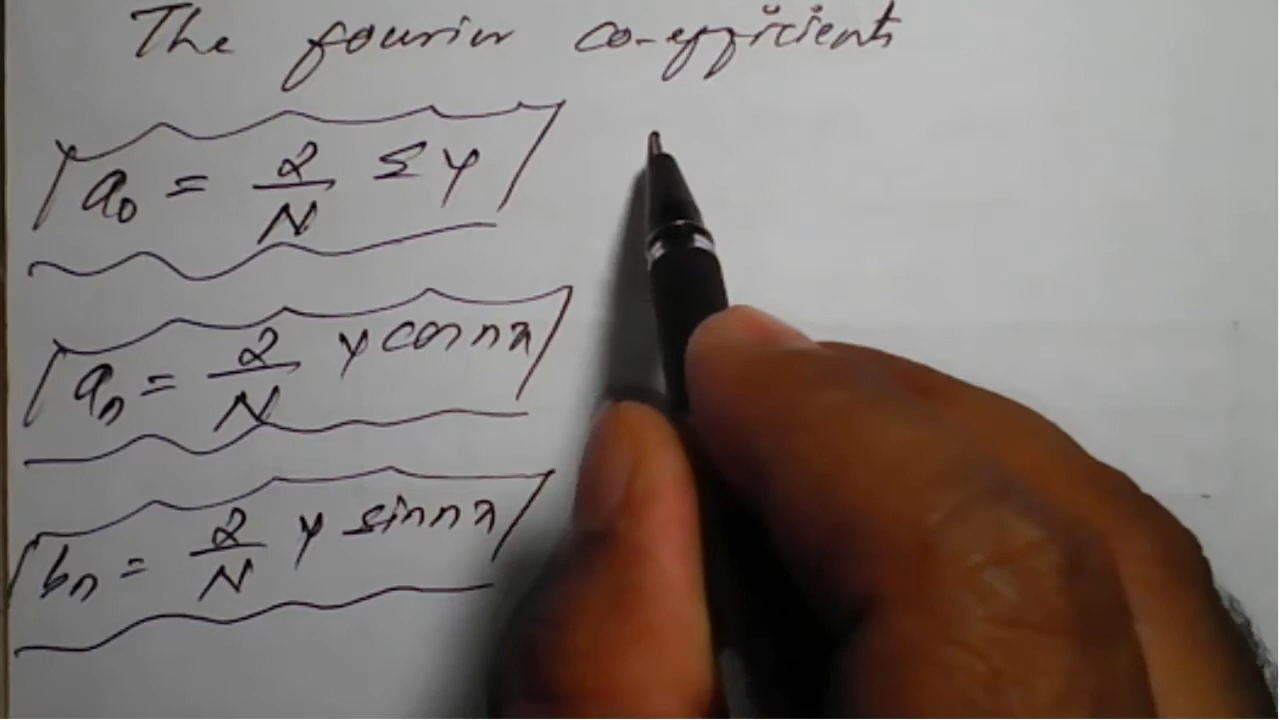 The fourier co-efficients
a₀ = 2/N Σy
aₙ = 2/N y cos nx
bₙ = 2/N y sin nx